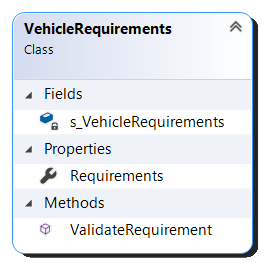 VehicleRequirements
Class
Fields
s_VehicleRequirements
Properties
Requirements
Methods
ValidateRequirement